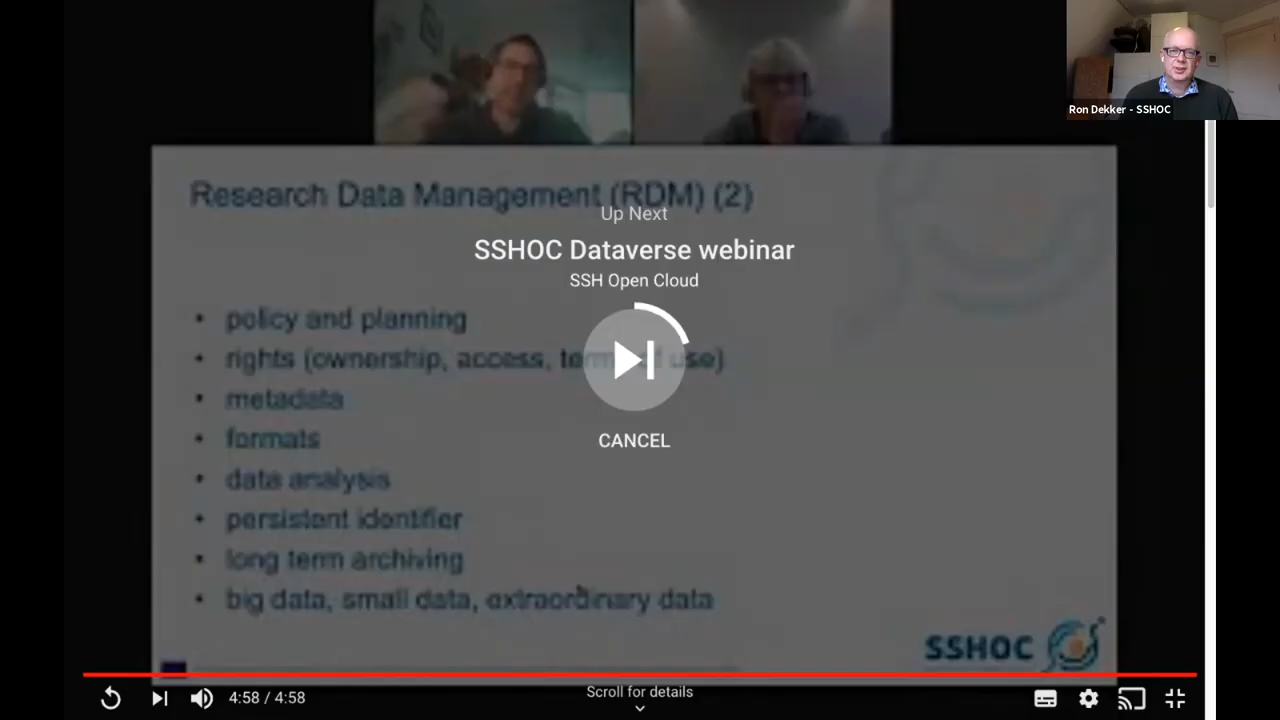 Ron Dekker - SSHOC
Research Data Management (RDM) (2)
Up Next
SSHOC Dataverse webinar
SSH Open Cloud
• policy and planning
• rights (ownership, access, terms of use)
• metadata
• formats
CANCEL
• data analysis
• persistent identifier
• long term archiving
• big data, small data, extraordinary data
SSHOC
4:58 / 4:58
Scroll for details